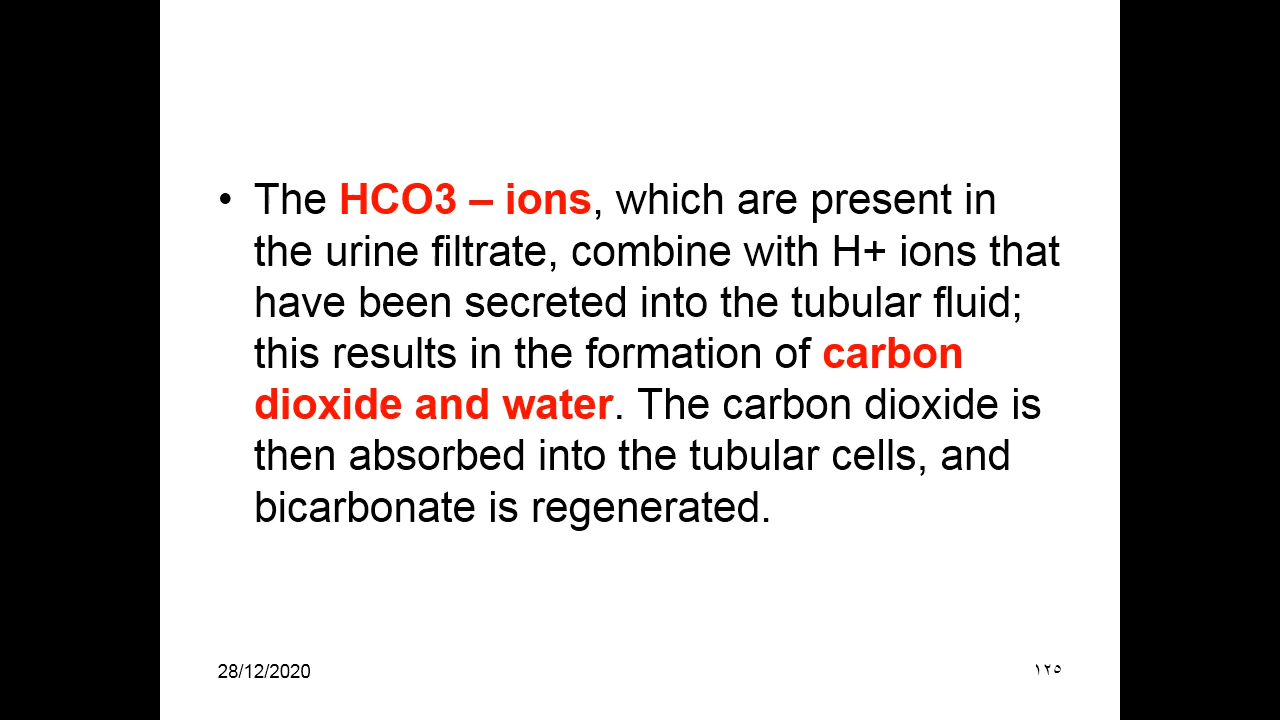 • The HCO3 – ions, which are present in
the urine filtrate, combine with H+ ions that
have been secreted into the tubular fluid;
this results in the formation of carbon
dioxide and water. The carbon dioxide is
then absorbed into the tubular cells, and
bicarbonate is regenerated.
28/12/2020
١٢٥